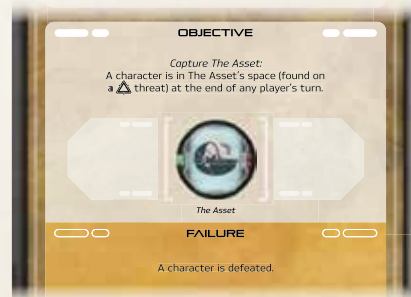 OBJECTIVE
Capture The Asset:
A character is in The Asset's space (found on
a threat) at the end of any player's turn.
The Asset
FAILURE
A character is defeated.